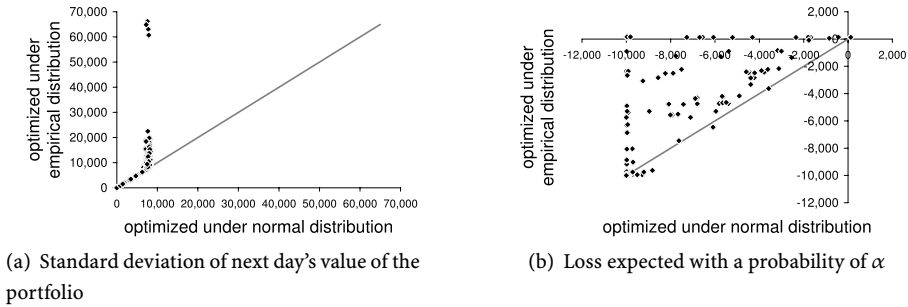 70,000
60,000
50,000
40,000
30,000
20,000
10,000
0
optimized under
empirical distribution
0 10,000 20,000 30,000 40,000 50,000 60,000 70,000
optimized under normal distribution
(a) Standard deviation of next day's value of the
portfolio
2,000
0
-12,000 -10,000 -8,000 -6,000 -4,000 -2,000 0 2,000
-2,000
-4,000
-6,000
-8,000
-10,000
-12,000
optimized under
empirical distribution
optimized under normal distribution
(b) Loss expected with a probability of α